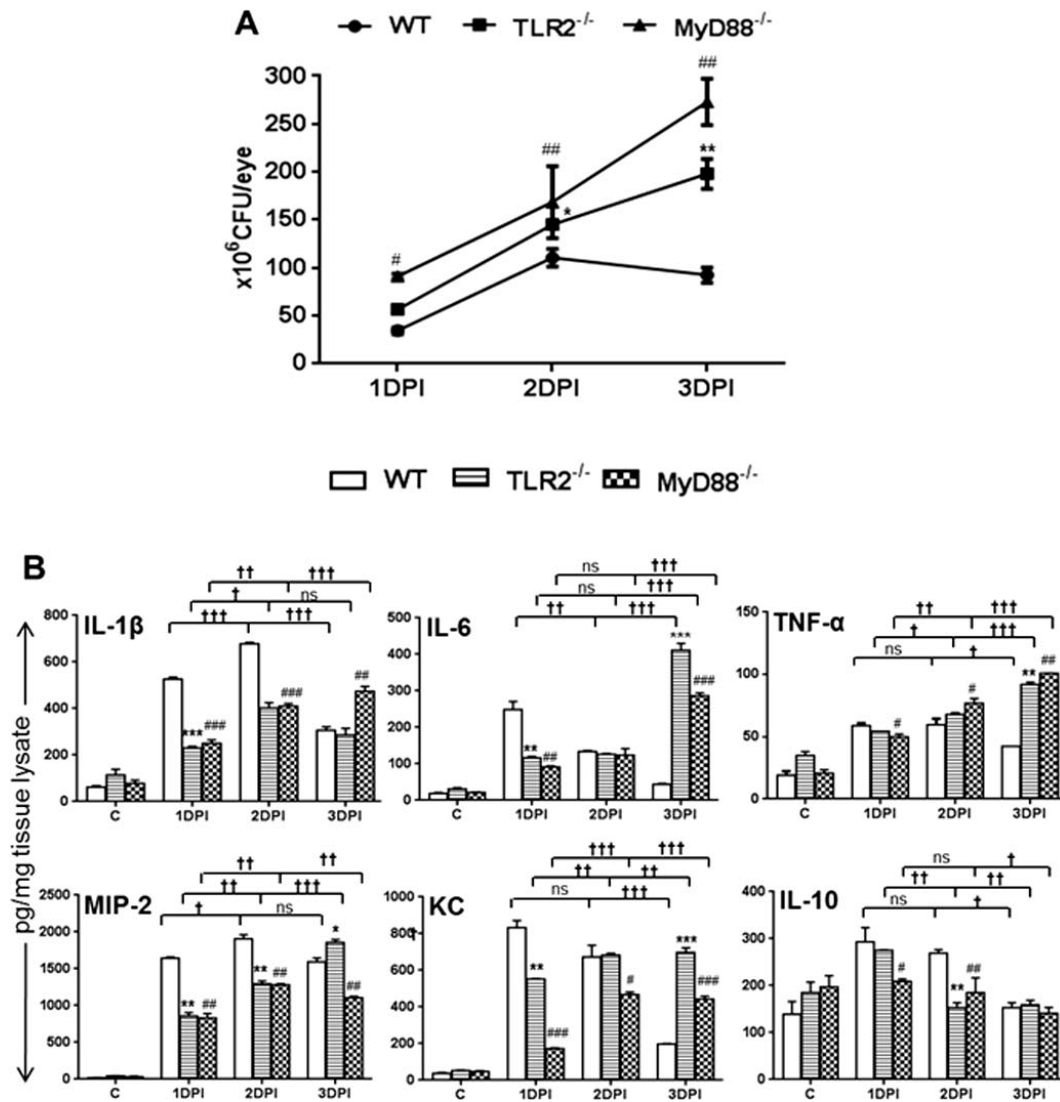 A WT TLR2-/- MyD88-/-
300
250
200
150
100
50
0
x10⁶CFU/eye
# ## * ## **
1DPI 2DPI 3DPI
WT TLR2-/- MyD88-/-
B
pg/mg tissue lysate
IL-1β
†† †††
† ns
††† †††
800
600
400
200
0
*** ### ### ##
C 1DPI 2DPI 3DPI
IL-6
ns †††
ns †††
†† †††
500
400
300
200
100
0
** ## *** ###
C 1DPI 2DPI 3DPI
TNF-α
†† †††
† †††
ns †
150
100
50
0
# # ** ##
C 1DPI 2DPI 3DPI
MIP-2
†† ††
†† †††
† ns
2500
2000
1500
1000
500
0
** ## ** ## * ##
C 1DPI 2DPI 3DPI
KC
††† †††
†† ††
ns †††
1000
800
600
400
200
0
** ### # *** ###
C 1DPI 2DPI 3DPI
IL-10
ns †
†† ††
ns †
400
300
200
100
0
# ** ##
C 1DPI 2DPI 3DPI